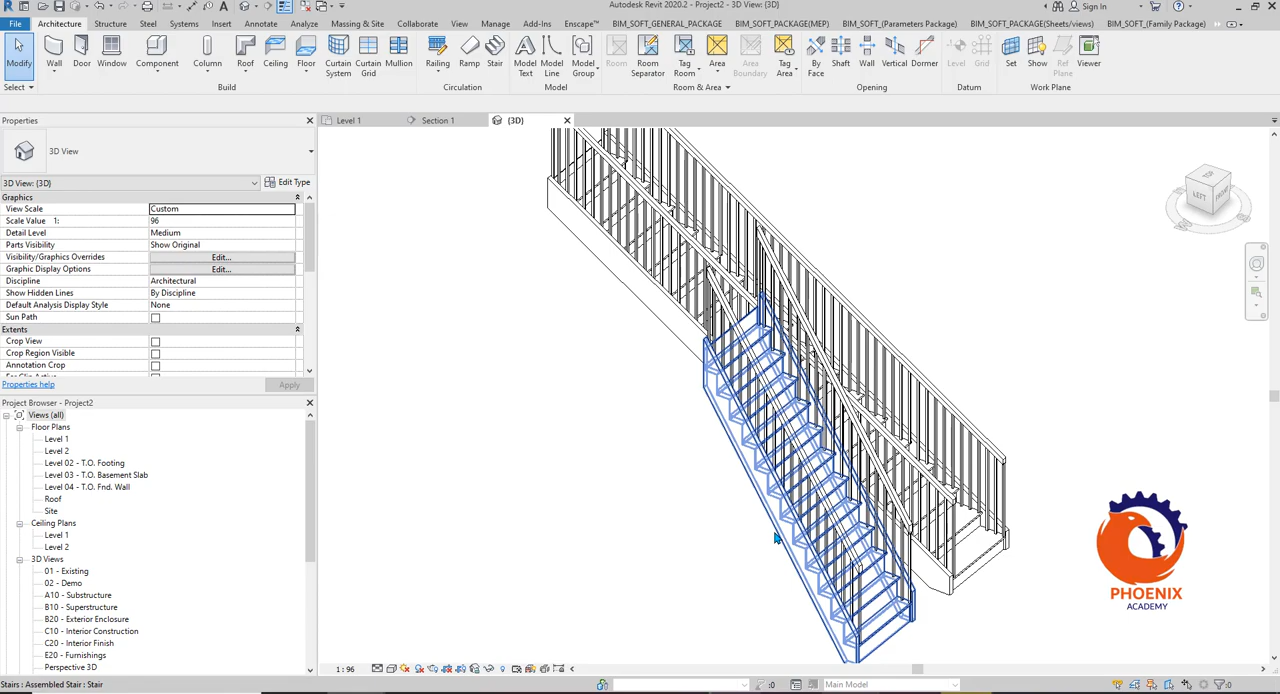 Autodesk Revit 2020.2 - Project2 - 3D View: {3D}
Sign In
File
Architecture
Structure
Steel
Systems
Insert
Annotate
Analyze
Massing & Site
Collaborate
View
Manage
Add-Ins
Enscape™
BIM_SOFT_GENERAL_PACKAGE
BIM_SOFT_PACKAGE(MEP)
BIM_SOFT_(Parameters Package)
BIM_SOFT_PACKAGE(Sheets/views)
BIM_SOFT_(Family Package)
Modify
Wall
Door
Window
Component
Column
Roof
Ceiling
Floor
Curtain System
Curtain Grid
Mullion
Railing
Ramp
Stair
Model Text
Model Line
Model Group
Room
Room Separator
Tag Room
Area
Area Boundary
Tag Area
By Face
Shaft
Wall
Vertical
Dormer
Level
Grid
Set
Show
Ref Plane
Viewer
Select
Build
Circulation
Model
Room & Area
Opening
Datum
Work Plane
Properties
Level 1
Section 1
{3D}
3D View
3D View: {3D}
Edit Type
Graphics
View Scale Custom
Scale Value 1: 96
Detail Level Medium
Parts Visibility Show Original
Visibility/Graphics Overrides Edit...
Graphic Display Options Edit...
Discipline Architectural
Show Hidden Lines By Discipline
Default Analysis Display Style None
Sun Path
Extents
Crop View
Crop Region Visible
Annotation Crop
Properties help
Apply
Project Browser - Project2
Views (all)
Floor Plans
Level 1
Level 2
Level 02 - T.O. Footing
Level 03 - T.O. Basement Slab
Level 04 - T.O. Fnd. Wall
Roof
Site
Ceiling Plans
Level 1
Level 2
3D Views
01 - Existing
02 - Demo
A10 - Substructure
B10 - Superstructure
B20 - Exterior Enclosure
C10 - Interior Construction
C20 - Interior Finish
E20 - Furnishings
Perspective 3D
TOP
LEFT
FRONT
PHOENIX
ACADEMY
1 : 96
Stairs : Assembled Stair : Stair
:0
Main Model
:0